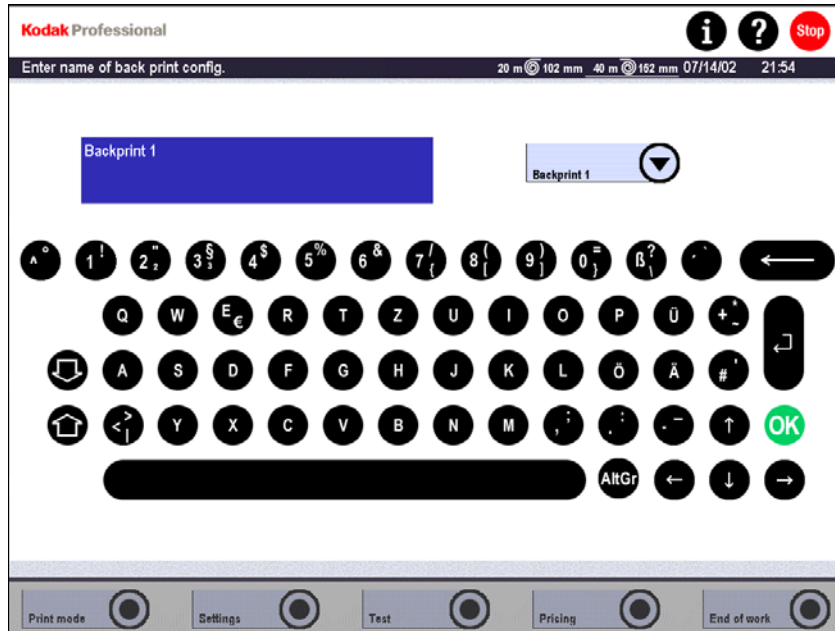 Kodak Professional
i ? Stop
Enter name of back print config. 20 m 102 mm 40 m 152 mm 07/14/02 21:54
Backprint 1
Backprint 1
^ ° 1 ! 2 " ² 3 § ³ 4 $ 5 % 6 & 7 / { 8 ( [ 9 ) ] 0 = } ß ? \ ´ ` ←
Q W E € R T Z U I O P Ü + * ~
A S D F G H J K L Ö Ä # '
< > | Y X C V B N M , ; . : - _ ↑ OK
AltGr ← ↓ →
Print mode Settings Test Pricing End of work